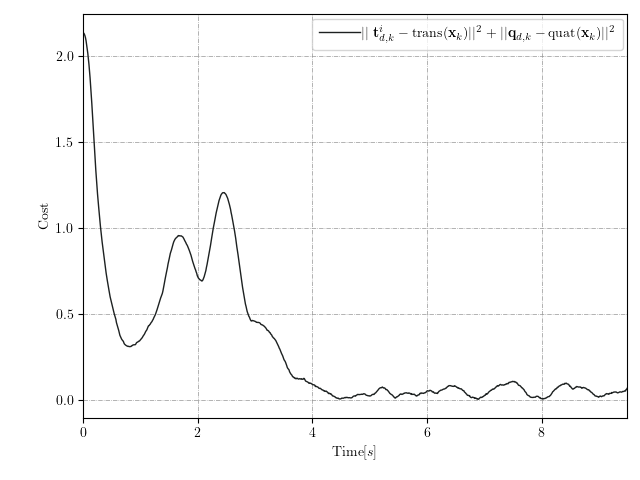 || t^i_{d,k} − trans(x_k)||^2 + ||q_{d,k} − quat(x_k)||^2
2.0
1.5
1.0
0.5
0.0
Cost
0 2 4 6 8
Time[s]